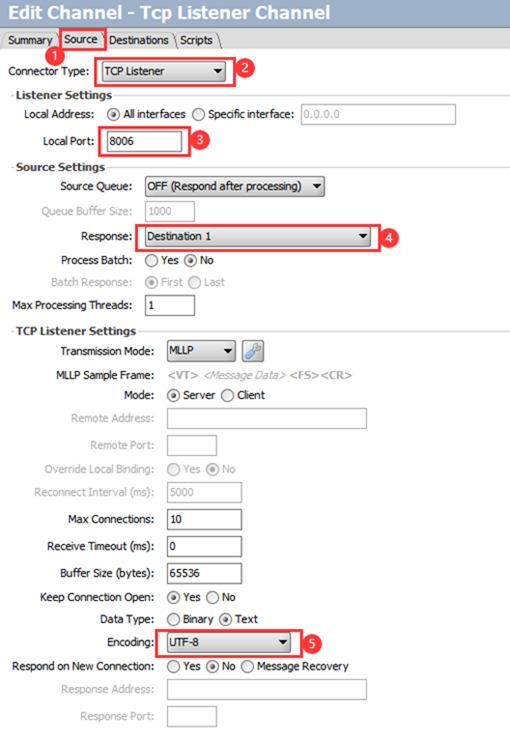 Edit Channel - Tcp Listener Channel
Summary Source Destinations Scripts
1
Connector Type: TCP Listener 2
Listener Settings
Local Address: All interfaces Specific interface: 0.0.0.0
Local Port: 8006 3
Source Settings
Source Queue: OFF (Respond after processing)
Queue Buffer Size: 1000
Response: Destination 1 4
Process Batch: Yes No
Batch Response: First Last
Max Processing Threads: 1
TCP Listener Settings
Transmission Mode: MLLP
MLLP Sample Frame: <VT> <Message Data> <FS><CR>
Mode: Server Client
Remote Address:
Remote Port:
Override Local Binding: Yes No
Reconnect Interval (ms): 5000
Max Connections: 10
Receive Timeout (ms): 0
Buffer Size (bytes): 65536
Keep Connection Open: Yes No
Data Type: Binary Text
Encoding: UTF-8 5
Respond on New Connection: Yes No Message Recovery
Response Address:
Response Port: